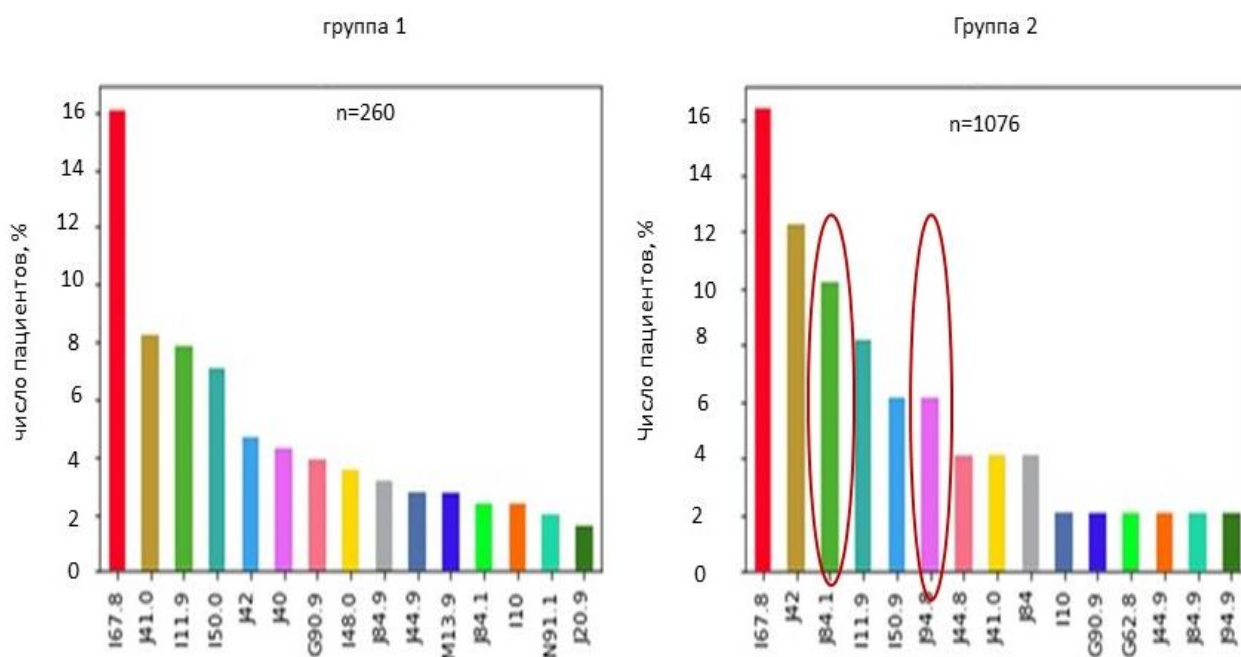 группа 1
n=260
число пациентов, %
16
14
12
10
8
6
4
2
0
I67.8
J41.0
I11.9
I50.0
J42
J40
G90.9
I48.0
J84.9
J44.9
M13.9
J84.1
I10
N91.1
J20.9
Группа 2
n=1076
Число пациентов, %
16
14
12
10
8
6
4
2
0
I67.8
J42
J84.1
I11.9
I50.9
J44.8
J41.0
J84
I10
G90.9
G62.8
J44.9
J84.9
J94.9